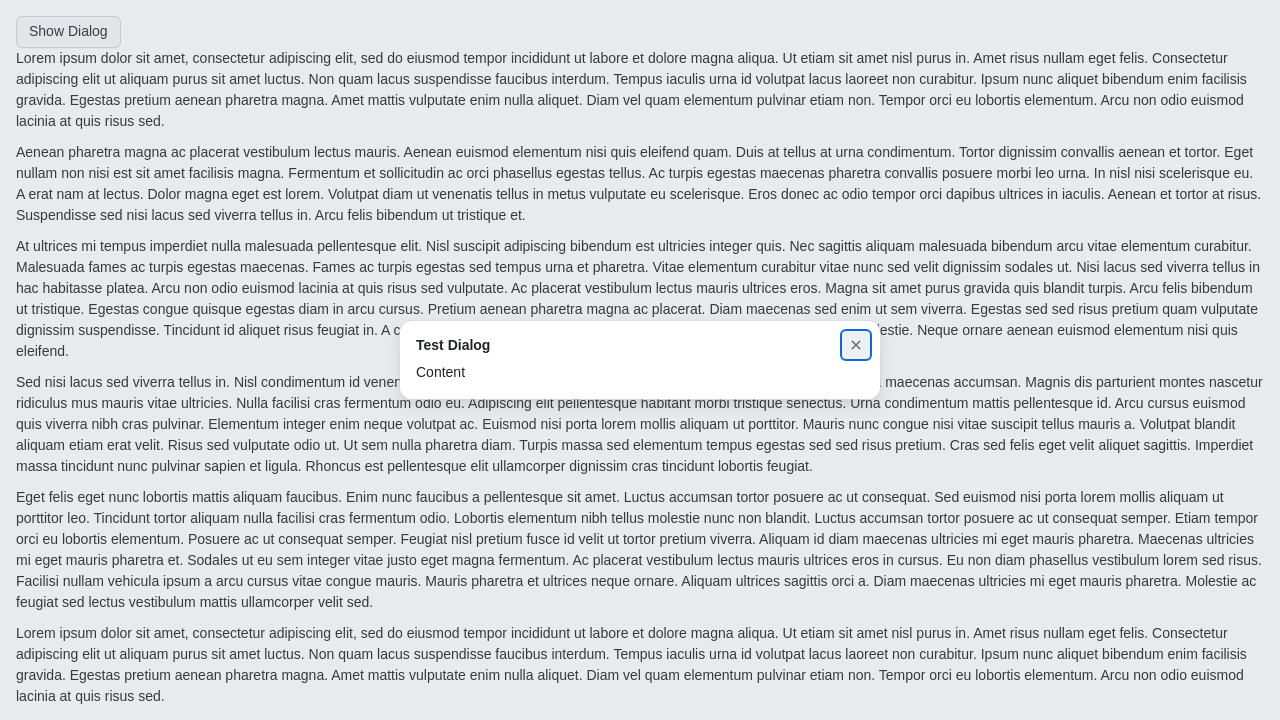 Show Dialog
Lorem ipsum dolor sit amet, consectetur adipiscing elit, sed do eiusmod tempor incididunt ut labore et dolore magna aliqua. Ut etiam sit amet nisl purus in. Amet risus nullam eget felis. Consectetur
adipiscing elit ut aliquam purus sit amet luctus. Non quam lacus suspendisse faucibus interdum. Tempus iaculis urna id volutpat lacus laoreet non curabitur. Ipsum nunc aliquet bibendum enim facilisis
gravida. Egestas pretium aenean pharetra magna. Amet mattis vulputate enim nulla aliquet. Diam vel quam elementum pulvinar etiam non. Tempor orci eu lobortis elementum. Arcu non odio euismod
lacinia at quis risus sed.
Aenean pharetra magna ac placerat vestibulum lectus mauris. Aenean euismod elementum nisi quis eleifend quam. Duis at tellus at urna condimentum. Tortor dignissim convallis aenean et tortor. Eget
nullam non nisi est sit amet facilisis magna. Fermentum et sollicitudin ac orci phasellus egestas tellus. Ac turpis egestas maecenas pharetra convallis posuere morbi leo urna. In nisl nisi scelerisque eu.
A erat nam at lectus. Dolor magna eget est lorem. Volutpat diam ut venenatis tellus in metus vulputate eu scelerisque. Eros donec ac odio tempor orci dapibus ultrices in iaculis. Aenean et tortor at risus.
Suspendisse sed nisi lacus sed viverra tellus in. Arcu felis bibendum ut tristique et.
At ultrices mi tempus imperdiet nulla malesuada pellentesque elit. Nisl suscipit adipiscing bibendum est ultricies integer quis. Nec sagittis aliquam malesuada bibendum arcu vitae elementum curabitur.
Malesuada fames ac turpis egestas maecenas. Fames ac turpis egestas sed tempus urna et pharetra. Vitae elementum curabitur vitae nunc sed velit dignissim sodales ut. Nisi lacus sed viverra tellus in
hac habitasse platea. Arcu non odio euismod lacinia at quis risus sed vulputate. Ac placerat vestibulum lectus mauris ultrices eros. Magna sit amet purus gravida quis blandit turpis. Arcu felis bibendum
ut tristique. Egestas congue quisque egestas diam in arcu cursus. Pretium aenean pharetra magna ac placerat. Diam maecenas sed enim ut sem viverra. Egestas sed sed risus pretium quam vulputate
dignissim suspendisse. Tincidunt id aliquet risus feugiat in. A Neque ornare aenean euismod elementum nisi quis
eleifend.
Test Dialog
Content
Sed nisi lacus sed viverra tellus in. Nisl condimentum id maecenas accumsan. Magnis dis parturient montes nascetur
ridiculus mus mauris vitae ultricies. Nulla facilisi cras fermentum odio eu. Adipiscing elit pellentesque habitant morbi tristique senectus. Urna condimentum mattis pellentesque id. Arcu cursus euismod
quis viverra nibh cras pulvinar. Elementum integer enim neque volutpat ac. Euismod nisi porta lorem mollis aliquam ut porttitor. Mauris nunc congue nisi vitae suscipit tellus mauris a. Volutpat blandit
aliquam etiam erat velit. Risus sed vulputate odio ut. Ut sem nulla pharetra diam. Turpis massa sed elementum tempus egestas sed sed risus pretium. Cras sed felis eget velit aliquet sagittis. Imperdiet
massa tincidunt nunc pulvinar sapien et ligula. Rhoncus est pellentesque elit ullamcorper dignissim cras tincidunt lobortis feugiat.
Eget felis eget nunc lobortis mattis aliquam faucibus. Enim nunc faucibus a pellentesque sit amet. Luctus accumsan tortor posuere ac ut consequat. Sed euismod nisi porta lorem mollis aliquam ut
porttitor leo. Tincidunt tortor aliquam nulla facilisi cras fermentum odio. Lobortis elementum nibh tellus molestie nunc non blandit. Luctus accumsan tortor posuere ac ut consequat semper. Etiam tempor
orci eu lobortis elementum. Posuere ac ut consequat semper. Feugiat nisl pretium fusce id velit ut tortor pretium viverra. Aliquam id diam maecenas ultricies mi eget mauris pharetra. Maecenas ultricies
mi eget mauris pharetra et. Sodales ut eu sem integer vitae justo eget magna fermentum. Ac placerat vestibulum lectus mauris ultrices eros in cursus. Eu non diam phasellus vestibulum lorem sed risus.
Facilisi nullam vehicula ipsum a arcu cursus vitae congue mauris. Mauris pharetra et ultrices neque ornare. Aliquam ultrices sagittis orci a. Diam maecenas ultricies mi eget mauris pharetra. Molestie ac
feugiat sed lectus vestibulum mattis ullamcorper velit sed.
Lorem ipsum dolor sit amet, consectetur adipiscing elit, sed do eiusmod tempor incididunt ut labore et dolore magna aliqua. Ut etiam sit amet nisl purus in. Amet risus nullam eget felis. Consectetur
adipiscing elit ut aliquam purus sit amet luctus. Non quam lacus suspendisse faucibus interdum. Tempus iaculis urna id volutpat lacus laoreet non curabitur. Ipsum nunc aliquet bibendum enim facilisis
gravida. Egestas pretium aenean pharetra magna. Amet mattis vulputate enim nulla aliquet. Diam vel quam elementum pulvinar etiam non. Tempor orci eu lobortis elementum. Arcu non odio euismod
lacinia at quis risus sed.